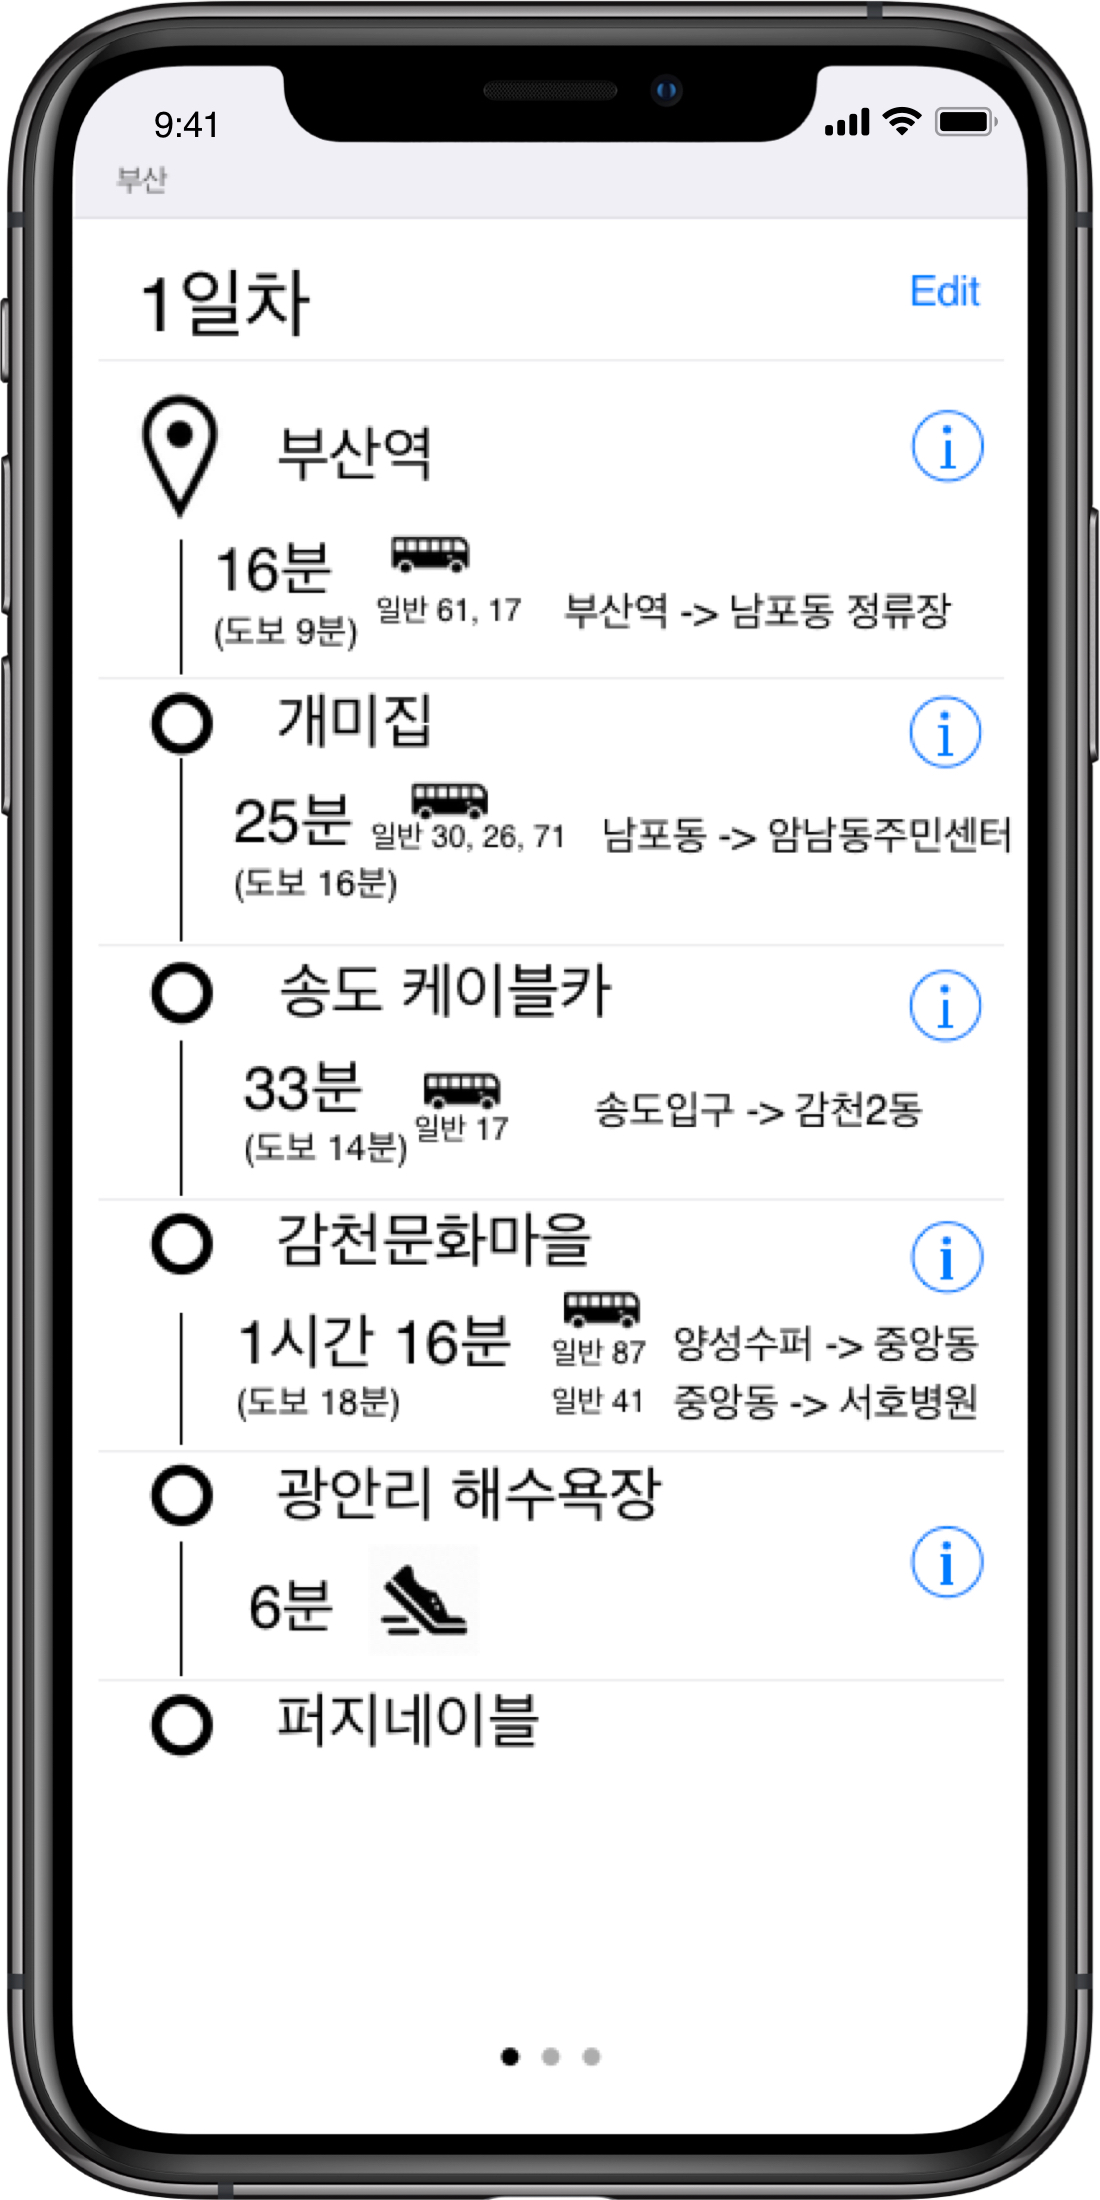 9:41
부산
1일차
Edit
부산역
16분
(도보 9분)
일반 61, 17
부산역 -> 남포동 정류장
개미집
25분
일반 30, 26, 71
남포동 -> 암남동주민센터
(도보 16분)
송도 케이블카
33분
(도보 14분)
일반 17
송도입구 -> 감천2동
감천문화마을
1시간 16분
(도보 18분)
일반 87
양성수퍼 -> 중앙동
일반 41
중앙동 -> 서호병원
광안리 해수욕장
6분
퍼지네이블